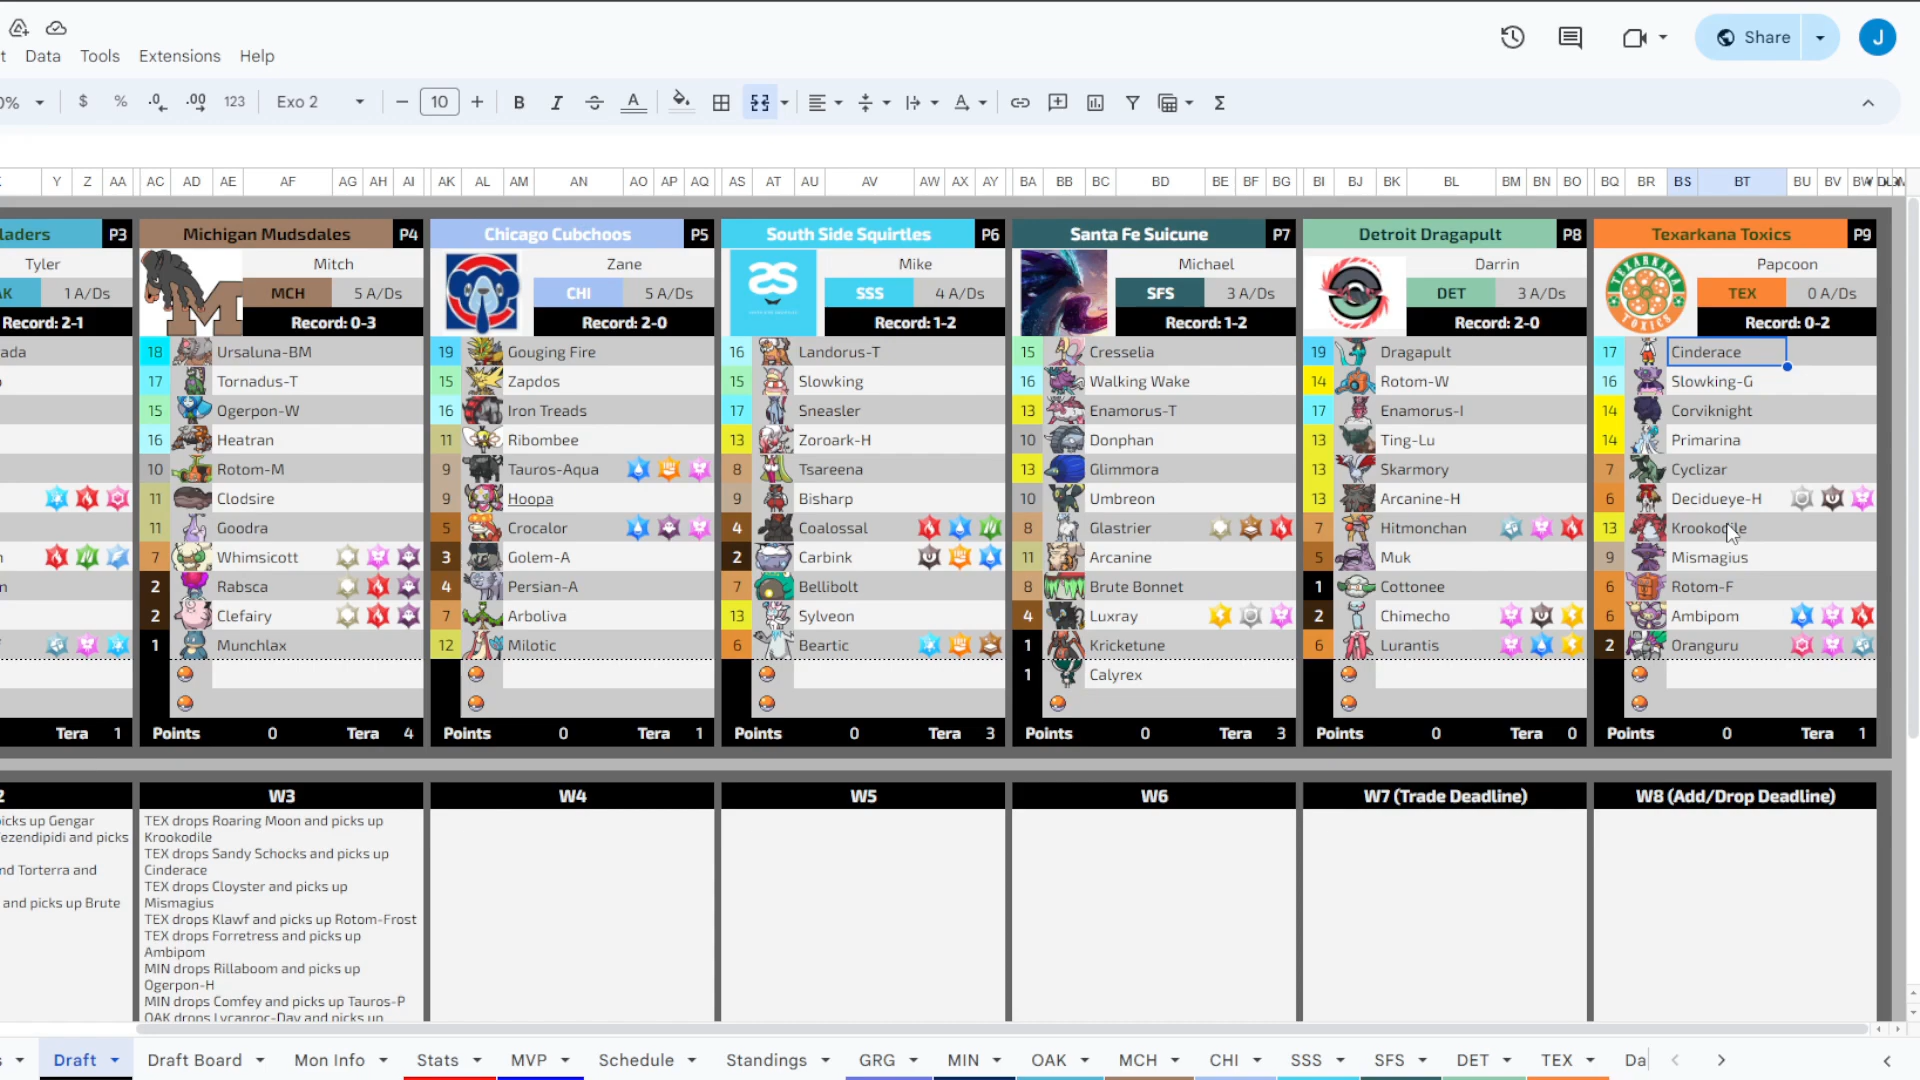 t Data Tools Extensions Help
Share
J
0% $ % .0 .00 123 Exo 2 10 B I A
Y Z AA AC AD AE AF AG AH AI AK AL AM AN AO AP AQ AS AT AU AV AW AX AY BA BB BC BD BE BF BG BI BJ BK BL BM BN BO BQ BR BS BT BU BV
laders P3
Tyler
AK 1 A/Ds
Record: 2-1
ada
n
n
Tera 1
Michigan Mudsdales P4
Mitch
MCH 5 A/Ds
Record: 0-3
18 Ursaluna-BM
17 Tornadus-T
15 Ogerpon-W
16 Heatran
10 Rotom-M
11 Clodsire
11 Goodra
7 Whimsicott
2 Rabsca
2 Clefairy
1 Munchlax
Points 0 Tera 4
Chicago Cubchoos P5
Zane
CHI 5 A/Ds
Record: 2-0
19 Gouging Fire
15 Zapdos
16 Iron Treads
11 Ribombee
9 Tauros-Aqua
9 Hoopa
5 Crocalor
3 Golem-A
4 Persian-A
7 Arboliva
12 Milotic
Points 0 Tera 1
South Side Squirtles P6
Mike
SSS 4 A/Ds
Record: 1-2
16 Landorus-T
15 Slowking
17 Sneasler
13 Zoroark-H
8 Tsareena
9 Bisharp
4 Coalossal
2 Carbink
7 Bellibolt
13 Sylveon
6 Beartic
Points 0 Tera 3
Santa Fe Suicune P7
Michael
SFS 3 A/Ds
Record: 1-2
15 Cresselia
16 Walking Wake
13 Enamorus-T
10 Donphan
13 Glimmora
10 Umbreon
8 Glastrier
11 Arcanine
8 Brute Bonnet
4 Luxray
1 Kricketune
1 Calyrex
Points 0 Tera 3
Detroit Dragapult P8
Darrin
DET 3 A/Ds
Record: 2-0
19 Dragapult
14 Rotom-W
17 Enamorus-I
13 Ting-Lu
13 Skarmory
13 Arcanine-H
7 Hitmonchan
5 Muk
1 Cottonee
2 Chimecho
6 Lurantis
Points 0 Tera 0
Texarkana Toxics P9
TEXARKANA
TOXICS
Papcoon
TEX 0 A/Ds
Record: 0-2
17 Cinderace
16 Slowking-G
14 Corviknight
14 Primarina
7 Cyclizar
6 Decidueye-H
13 Krookodile
9 Mismagius
6 Rotom-F
6 Ambipom
2 Oranguru
Points 0 Tera 1
2
icks up Gengar
ezendipidi and picks
nd Torterra and
and picks up Brute
W3
TEX drops Roaring Moon and picks up
Krookodile
TEX drops Sandy Schocks and picks up
Cinderace
TEX drops Cloyster and picks up
Mismagius
TEX drops Klawf and picks up Rotom-Frost
TEX drops Forretress and picks up
Ambipom
MIN drops Rillaboom and picks up
Ogerpon-H
MIN drops Comfey and picks up Tauros-P
OAK drops Lycanroc-Day and picks up
W4
W5
W6
W7 (Trade Deadline)
W8 (Add/Drop Deadline)
s Draft Draft Board Mon Info Stats MVP Schedule Standings GRG MIN OAK MCH CHI SSS SFS DET TEX Da